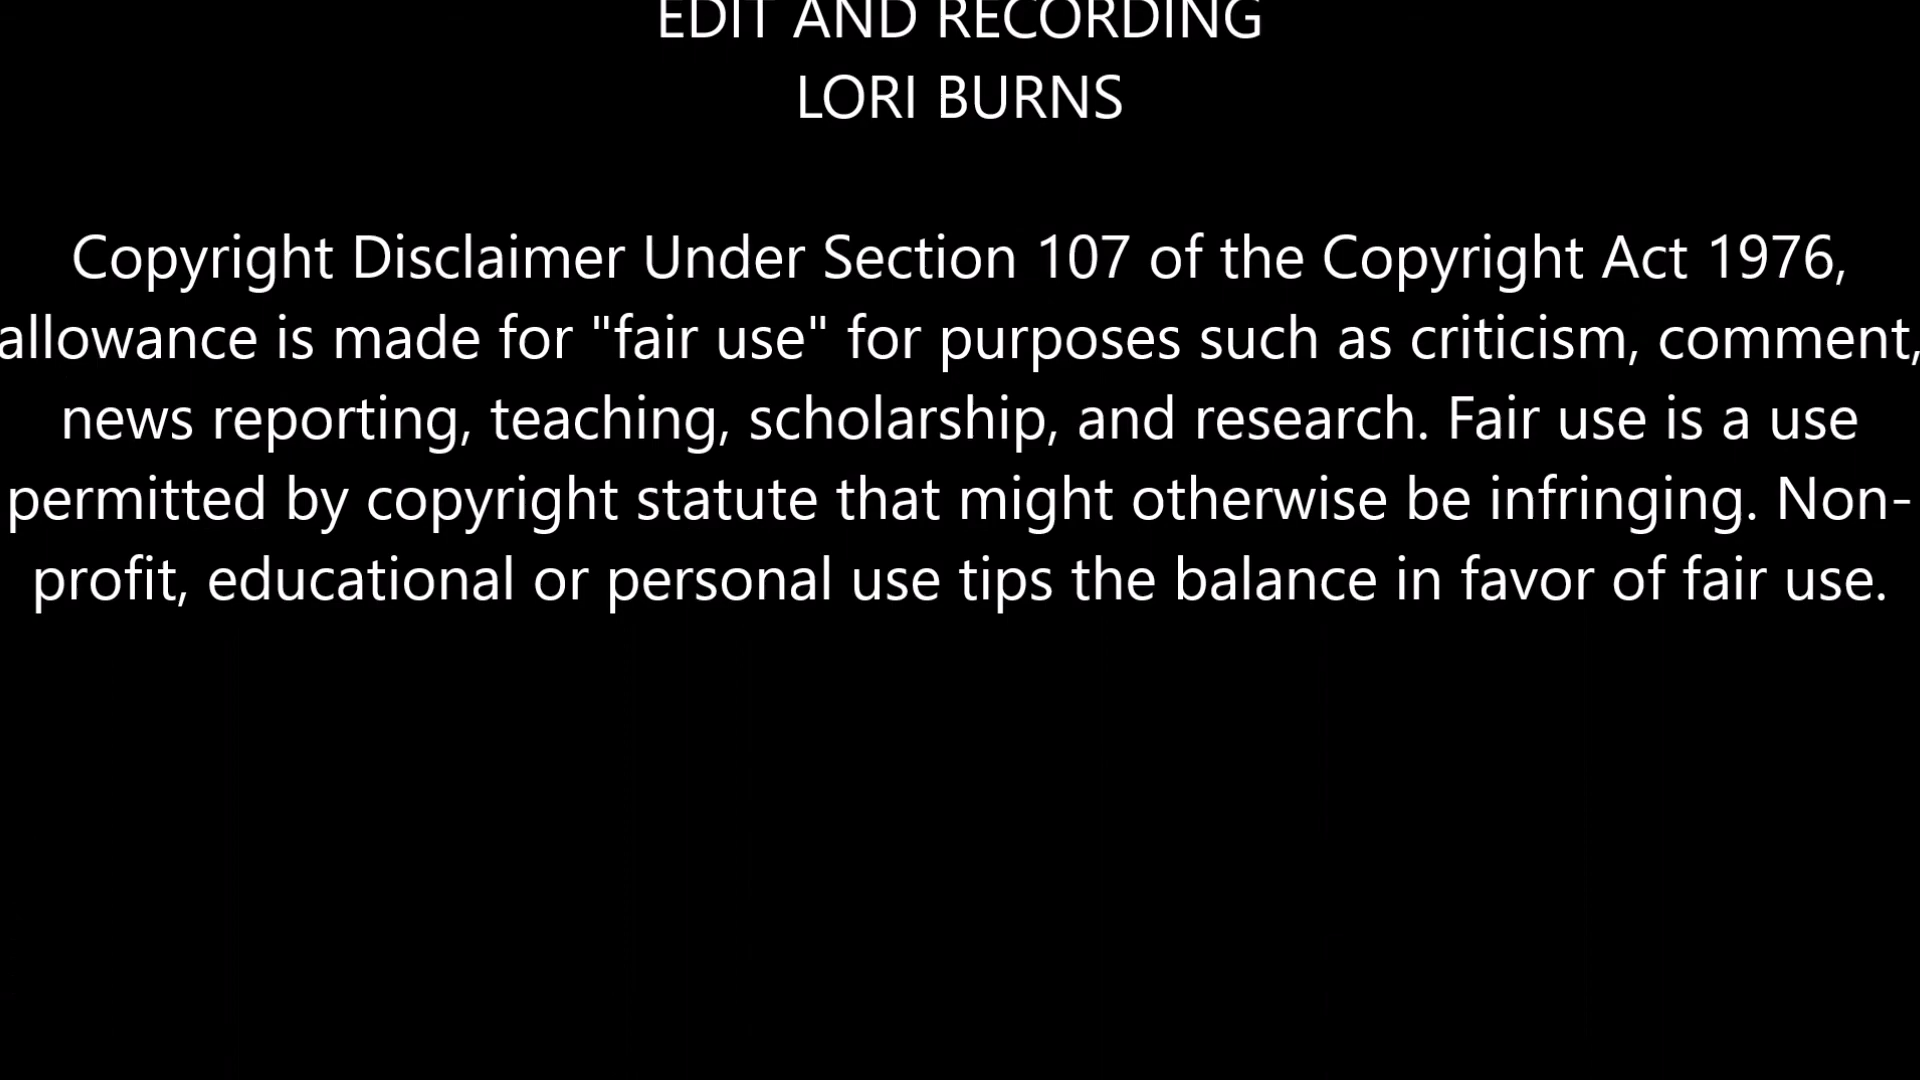 EDIT AND RECORDING
LORI BURNS
Copyright Disclaimer Under Section 107 of the Copyright Act 1976,
allowance is made for "fair use" for purposes such as criticism, comment,
news reporting, teaching, scholarship, and research. Fair use is a use
permitted by copyright statute that might otherwise be infringing. Non-
profit, educational or personal use tips the balance in favor of fair use.